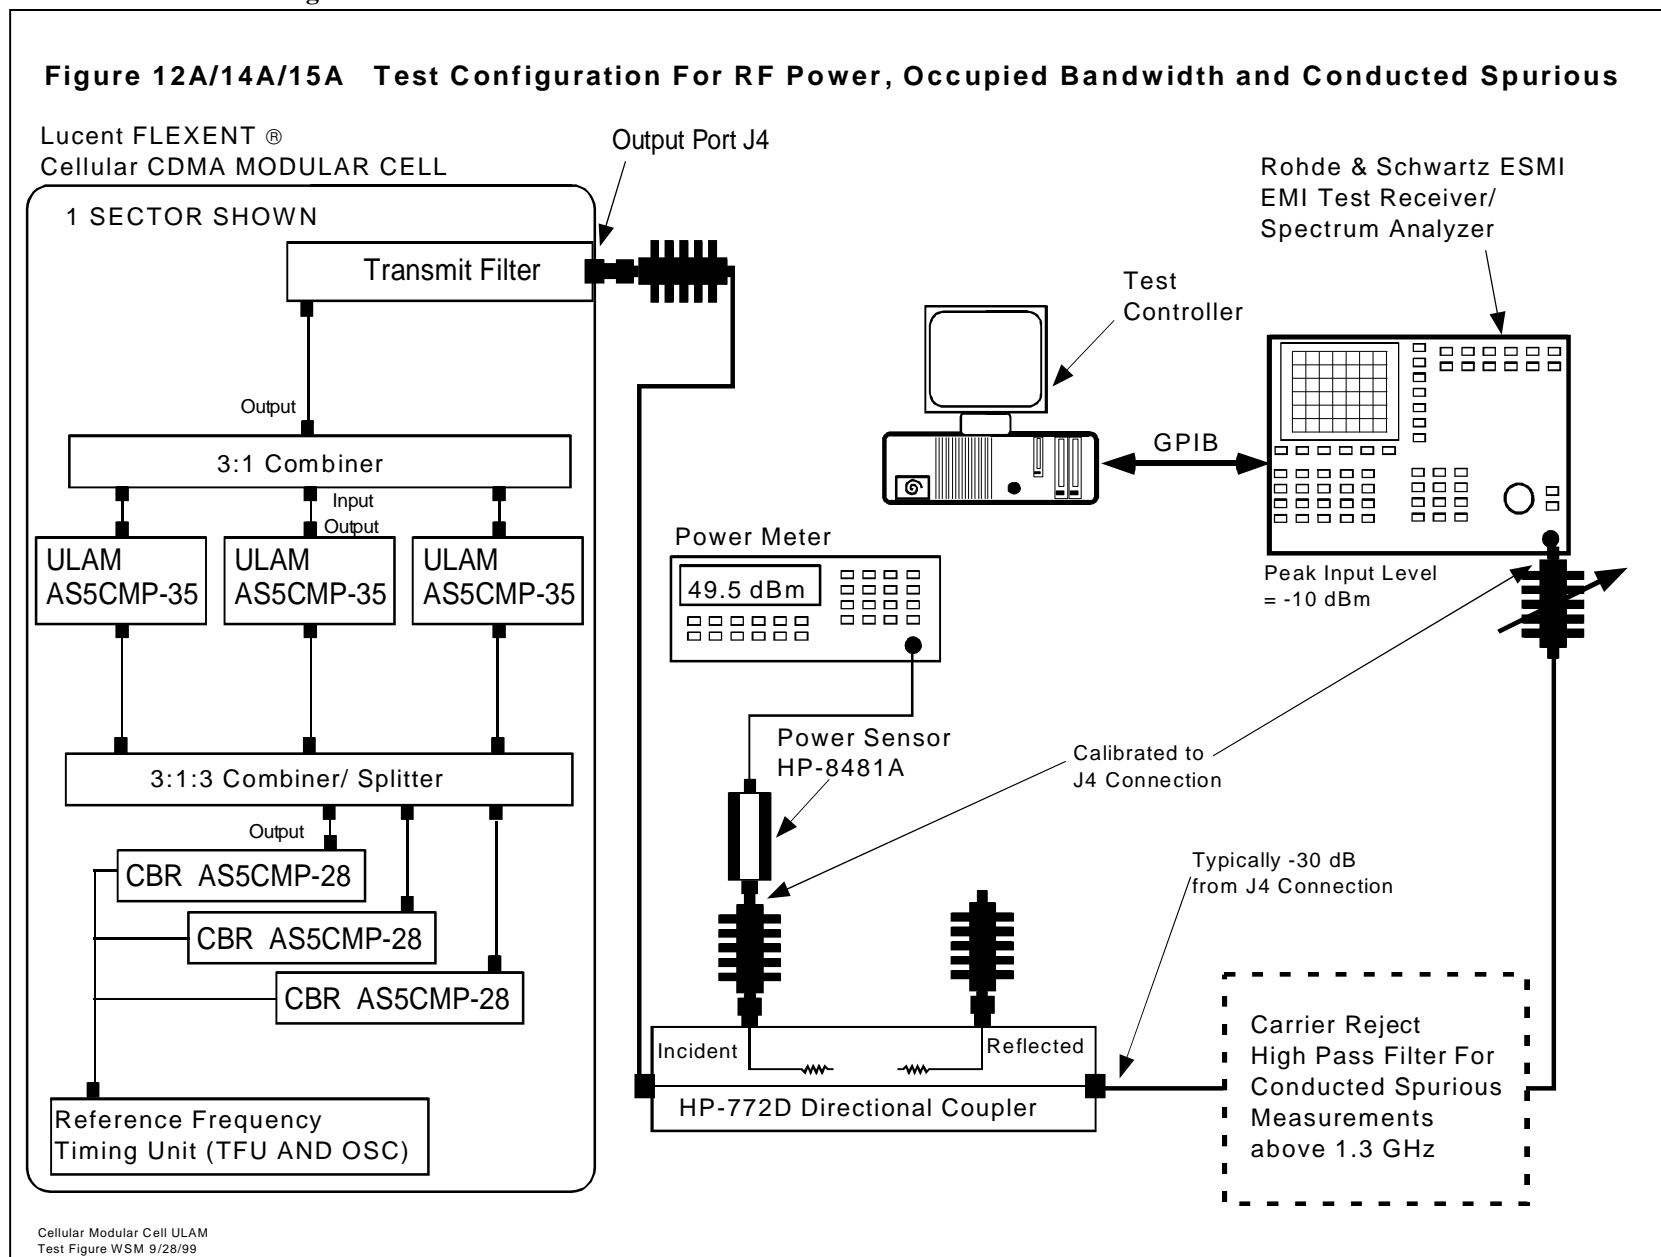 Figure 12A/14A/15A Test Configuration For RF Power, Occupied Bandwidth and Conducted Spurious
Lucent FLEXENT ®
Cellular CDMA MODULAR CELL
1 SECTOR SHOWN
Output Port J4
Transmit Filter
Output
3:1 Combiner
Input
Output
ULAM
AS5CMP-35
ULAM
AS5CMP-35
ULAM
AS5CMP-35
3:1:3 Combiner/ Splitter
Output
CBR AS5CMP-28
CBR AS5CMP-28
CBR AS5CMP-28
Reference Frequency
Timing Unit (TFU AND OSC)
Rohde & Schwartz ESMI
EMI Test Receiver/
Spectrum Analyzer
Test
Controller
GPIB
Power Meter
49.5 dBm
Peak Input Level
= -10 dBm
Power Sensor
HP-8481A
Calibrated to
J4 Connection
Typically -30 dB
from J4 Connection
Incident
Reflected
HP-772D Directional Coupler
Carrier Reject
High Pass Filter For
Conducted Spurious
Measurements
above 1.3 GHz
Cellular Modular Cell ULAM
Test Figure WSM 9/28/99